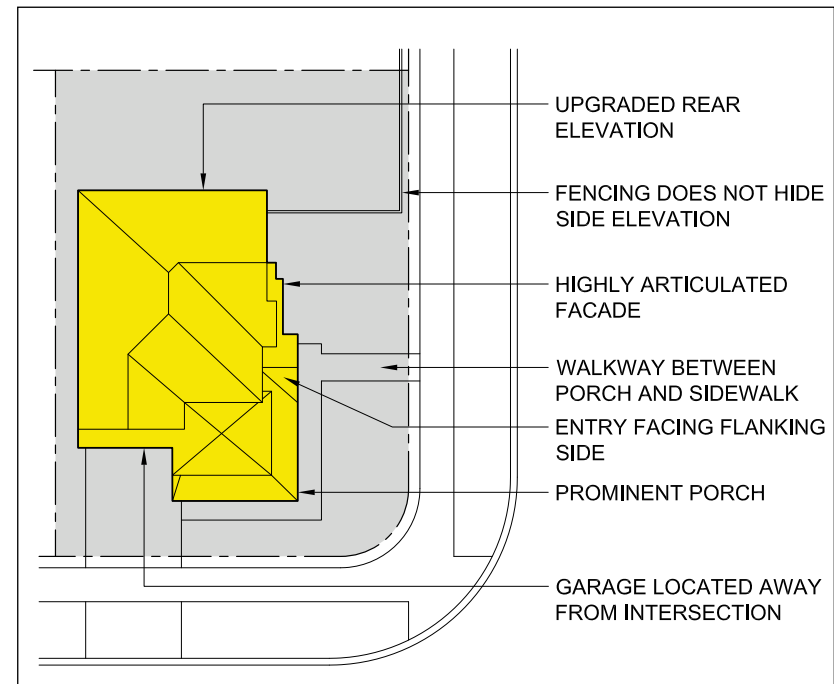 UPGRADED REAR
ELEVATION
FENCING DOES NOT HIDE
SIDE ELEVATION
HIGHLY ARTICULATED
FACADE
WALKWAY BETWEEN
PORCH AND SIDEWALK
ENTRY FACING FLANKING
SIDE
PROMINENT PORCH
GARAGE LOCATED AWAY
FROM INTERSECTION